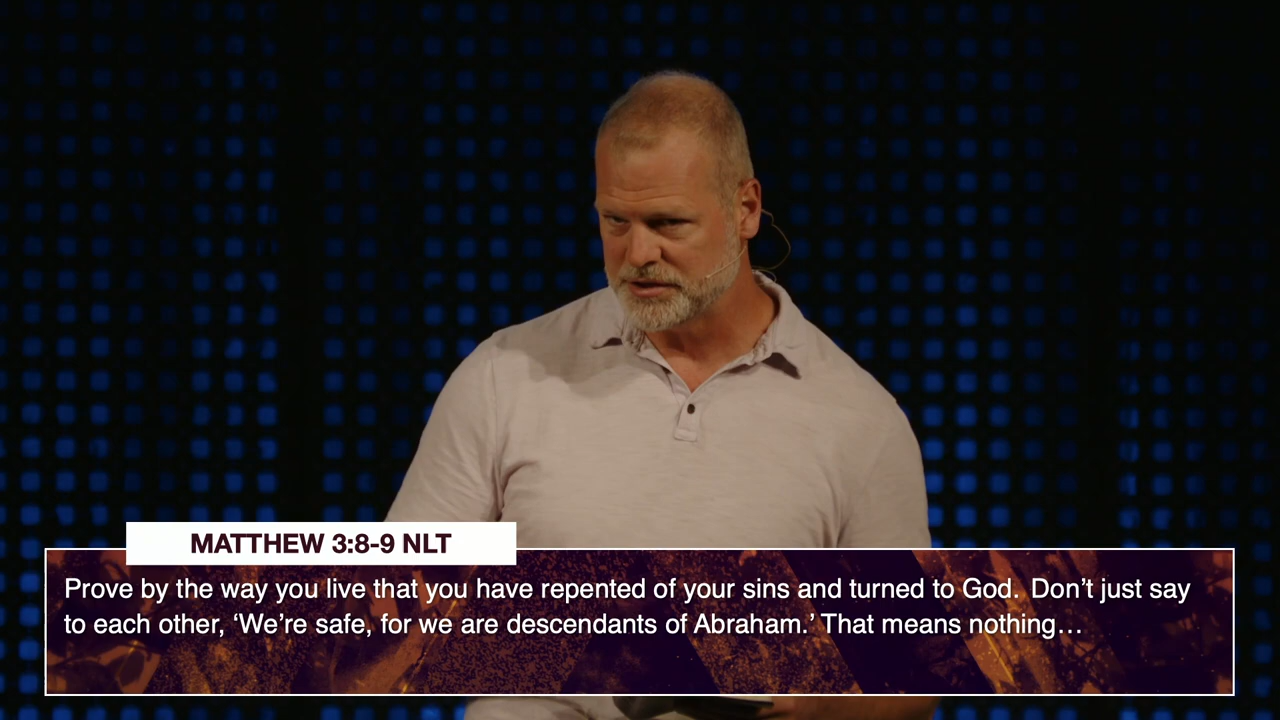 MATTHEW 3:8-9 NLT
Prove by the way you live that you have repented of your sins and turned to God. Don’t just say
to each other, ‘We’re safe, for we are descendants of Abraham.’ That means nothing…